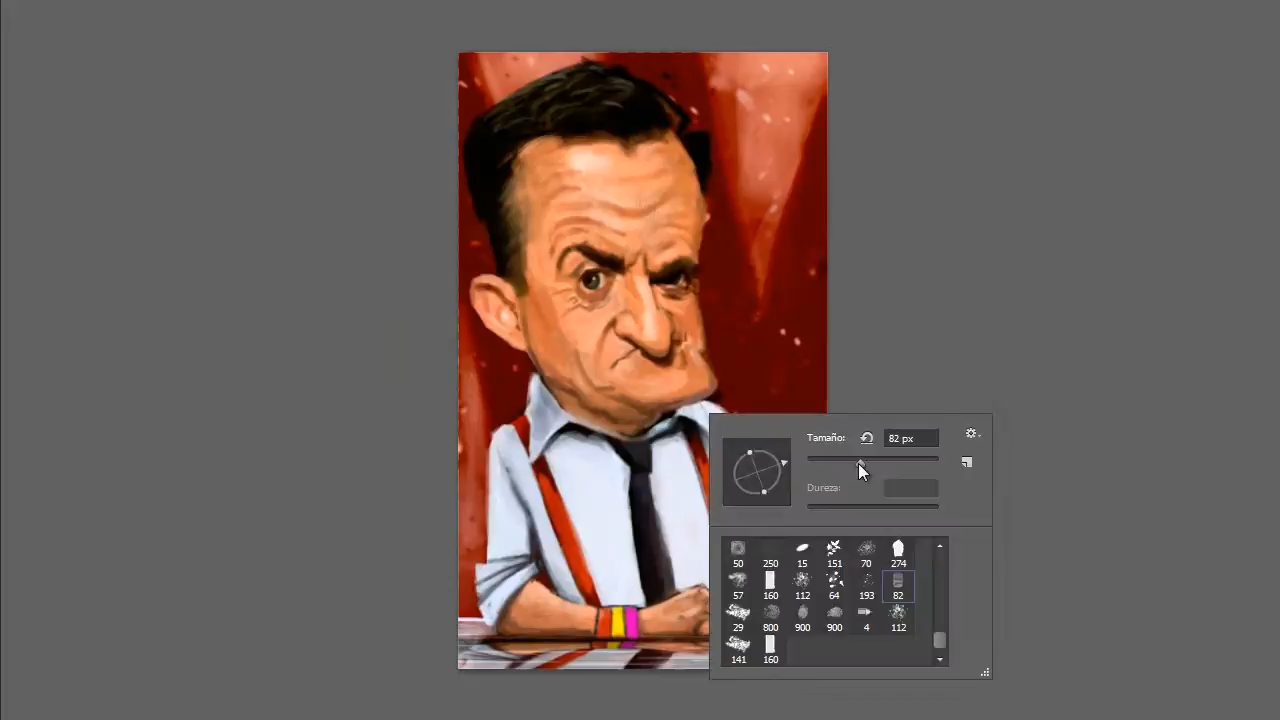 Tamaño: 82 px
Dureza:
50 250 15 151 70 274
57 160 112 64 193 82
29 800 900 900 4 112
141 160